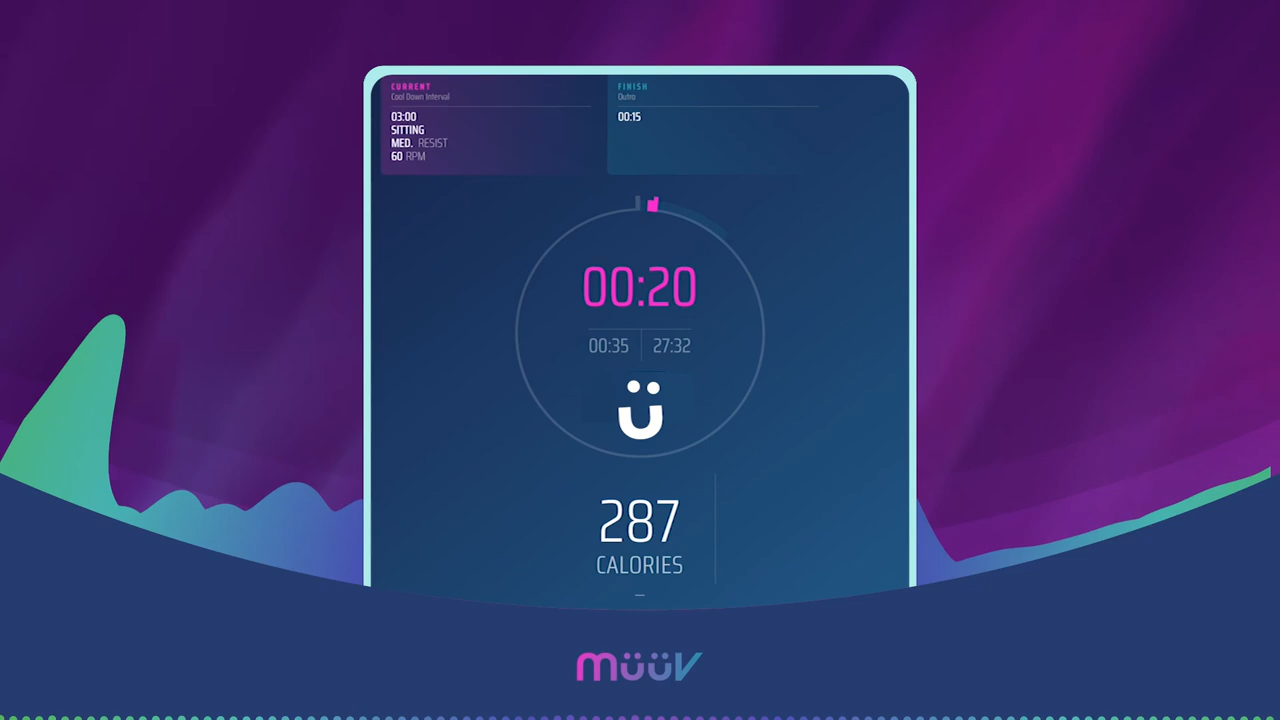 CURRENT
Cool Down Interval
03:00
SITTING
MED. RESIST
60 RPM
FINISH
Outro
00:15
00:20
00:35 27:32
ü
287
CALORIES
müüv